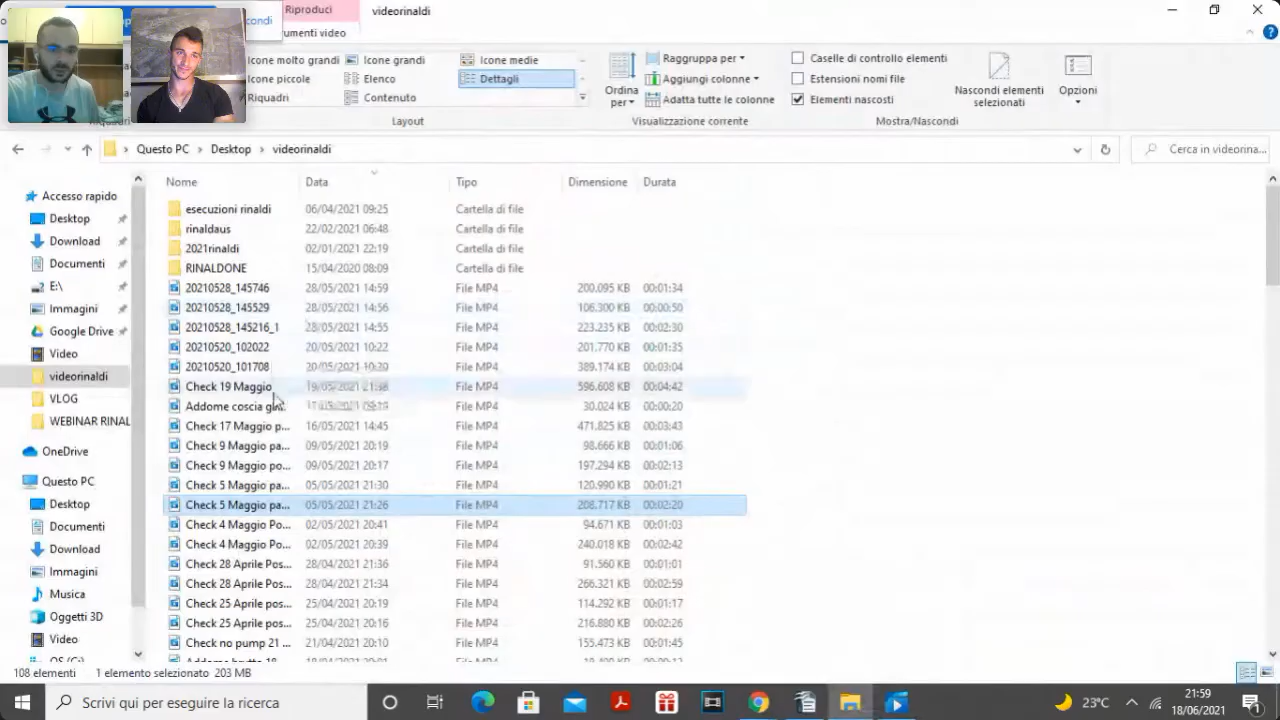 Riproduci
videorinaldi
condi
umenti video
Icone molto grandi
Icone grandi
Icone medie
Icone piccole
Elenco
Dettagli
Riquadri
Contenuto
Layout
Ordina per
Raggruppa per
Aggiungi colonne
Adatta tutte le colonne
Visualizzazione corrente
Caselle di controllo elementi
Estensioni nomi file
Elementi nascosti
Mostra/Nascondi
Nascondi elementi selezionati
Opzioni
Questo PC > Desktop > videorinaldi
Cerca in videorina...
Accesso rapido
Desktop
Download
Documenti
E:\
Immagini
Google Drive
Video
videorinaldi
VLOG
WEBINAR RINAL
OneDrive
Questo PC
Desktop
Documenti
Download
Immagini
Musica
Oggetti 3D
Video
Nome Data Tipo Dimensione Durata
esecuzioni rinaldi 06/04/2021 09:25 Cartella di file
rinaldaus 22/02/2021 06:48 Cartella di file
2021rinaldi 02/01/2021 22:19 Cartella di file
RINALDONE 15/04/2020 08:09 Cartella di file
20210528_145746 28/05/2021 14:59 File MP4 200.095 KB 00:01:34
20210528_145529 28/05/2021 14:56 File MP4 106.300 KB 00:00:50
20210528_145216_1 28/05/2021 14:55 File MP4 223.235 KB 00:02:30
20210520_102022 20/05/2021 10:22 File MP4 201.770 KB 00:01:35
20210520_101708 20/05/2021 File MP4 389.174 KB 00:03:04
Check 19 Maggio 19/05/2021 File MP4 596.608 KB 00:04:42
Addome coscia File MP4 30.024 KB 00:00:20
Check 17 Maggio p... 16/05/2021 14:45 File MP4 471.825 KB 00:03:43
Check 9 Maggio pa... 09/05/2021 20:19 File MP4 98.666 KB 00:01:06
Check 9 Maggio po... 09/05/2021 20:17 File MP4 197.294 KB 00:02:13
Check 5 Maggio pa... 05/05/2021 21:30 File MP4 120.990 KB 00:01:21
Check 5 Maggio pa... 05/05/2021 21:26 File MP4 208.717 KB 00:02:20
Check 4 Maggio Po... 02/05/2021 20:41 File MP4 94.671 KB 00:01:03
Check 4 Maggio Po... 02/05/2021 20:39 File MP4 240.018 KB 00:02:42
Check 28 Aprile Pos... 28/04/2021 21:36 File MP4 91.560 KB 00:01:01
Check 28 Aprile Pos... 28/04/2021 21:34 File MP4 266.321 KB 00:02:59
Check 25 Aprile pos... 25/04/2021 20:19 File MP4 114.292 KB 00:01:17
Check 25 Aprile pos... 25/04/2021 20:16 File MP4 216.880 KB 00:02:26
Check no pump 21 ... 21/04/2021 20:10 File MP4 155.473 KB 00:01:45
108 elementi 1 elemento selezionato 203 MB
Scrivi qui per eseguire la ricerca
23°C
21:59
18/06/2021